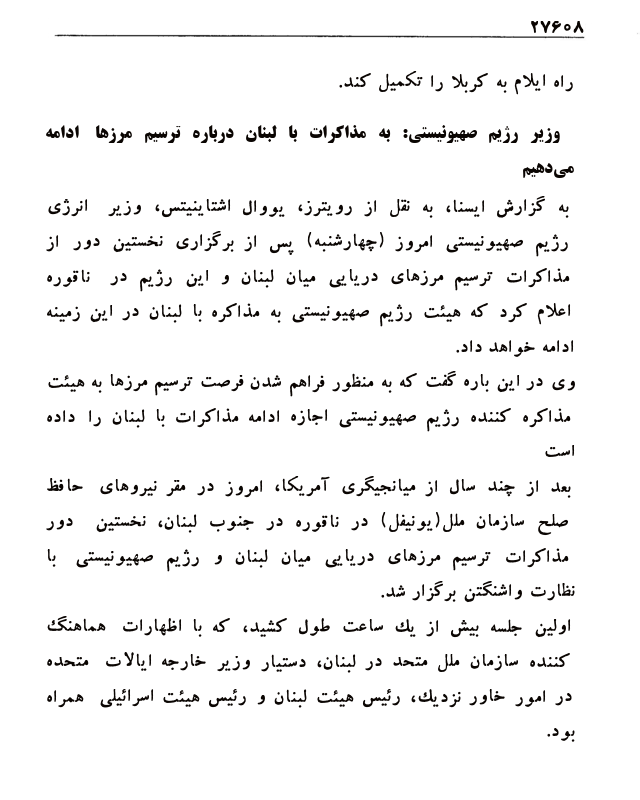 ۲۷۶۰۸
راه ایلام به کربلا را تکمیل کند.
وزیر رژیم صهیونیستی: به مذاکرات با لبنان درباره ترسیم مرزها ادامه
می‌دهیم
به گزارش ایسنا، به نقل از رویترز، یووال اشتاینیتس، وزیر انرژی
رژیم صهیونیستی امروز (چهارشنبه) پس از برگزاری نخستین دور از
مذاکرات ترسیم مرزهای دریایی میان لبنان و این رژیم در ناقوره
اعلام کرد که هیئت رژیم صهیونیستی به مذاکره با لبنان در این زمینه
ادامه خواهد داد.
وی در این باره گفت که به منظور فراهم شدن فرصت ترسیم مرزها به هیئت
مذاکره کننده رژیم صهیونیستی اجازه ادامه مذاکرات با لبنان را داده
است
بعد از چند سال از میانجیگری آمریکا، امروز در مقر نیروهای حافظ
صلح سازمان ملل(یونیفل) در ناقوره در جنوب لبنان، نخستین دور
مذاکرات ترسیم مرزهای دریایی میان لبنان و رژیم صهیونیستی با
نظارت واشنگتن برگزار شد.
اولین جلسه بیش از یك ساعت طول کشید، که با اظهارات هماهنگ
کننده سازمان ملل متحد در لبنان، دستیار وزیر خارجه ایالات متحده
در امور خاور نزدیك، رئیس هیئت لبنان و رئیس هیئت اسرائیلی همراه
بود.